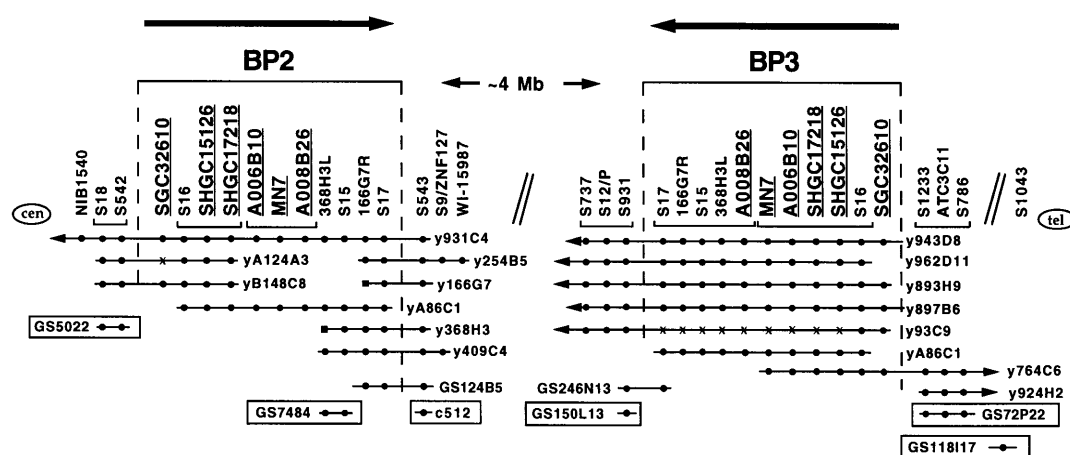 BP2
~4 Mb
BP3
cen
NIB1540
S18
S542
SGC32610
S16
SHGC15126
SHGC17218
A006B10
MN7
A008B26
368H3L
S15
166G7R
S17
S543
S9/ZNF127
WI-15987
//
S737
S12/P
S931
S17
166G7R
S15
368H3L
A008B26
MN7
A006B10
SHGC17218
SHGC15126
S16
SGC32610
S1233
ATC3C11
S786
//
S1043
tel
y931C4
y943D8
yA124A3
y254B5
y962D11
yB148C8
y166G7
y893H9
yA86C1
y897B6
GS5022
y368H3
y93C9
y409C4
yA86C1
y764C6
GS124B5
GS246N13
y924H2
GS7484
c512
GS150L13
GS72P22
GS118I17